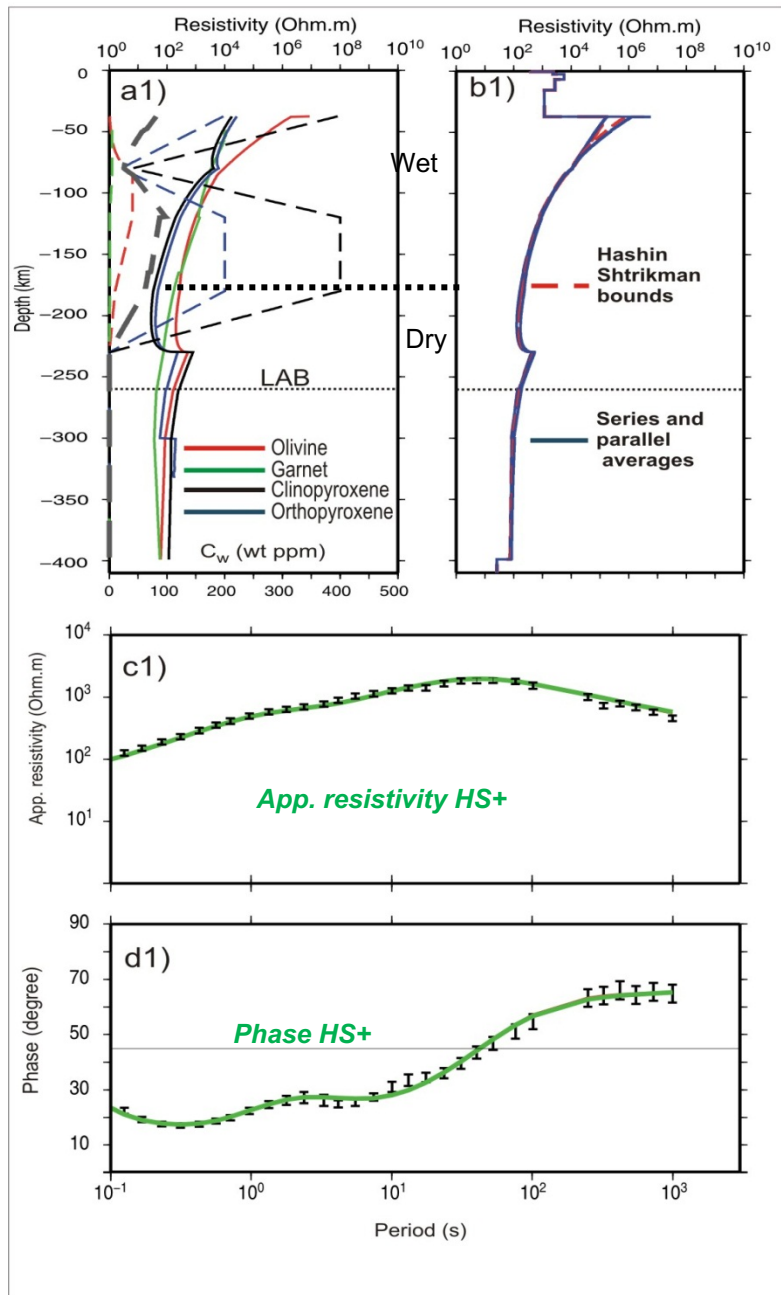 Resistivity (Ohm.m)
10⁰ 10² 10⁴ 10⁶ 10⁸ 10¹⁰
Resistivity (Ohm.m)
10⁰ 10² 10⁴ 10⁶ 10⁸ 10¹⁰
a1)
b1)
0
−50
−100
−150
−200
−250
−300
−350
−400
Depth (km)
Wet
Dry
LAB
Olivine
Garnet
Clinopyroxene
Orthopyroxene
Cw (wt ppm)
0 100 200 300 400 500
Hashin
Shtrikman
bounds
Series and
parallel
averages
c1)
10⁴
10³
10²
10¹
App. resistivity (Ohm.m)
App. resistivity HS+
d1)
90
70
50
30
10
Phase (degree)
Phase HS+
10⁻¹ 10⁰ 10¹ 10² 10³
Period (s)